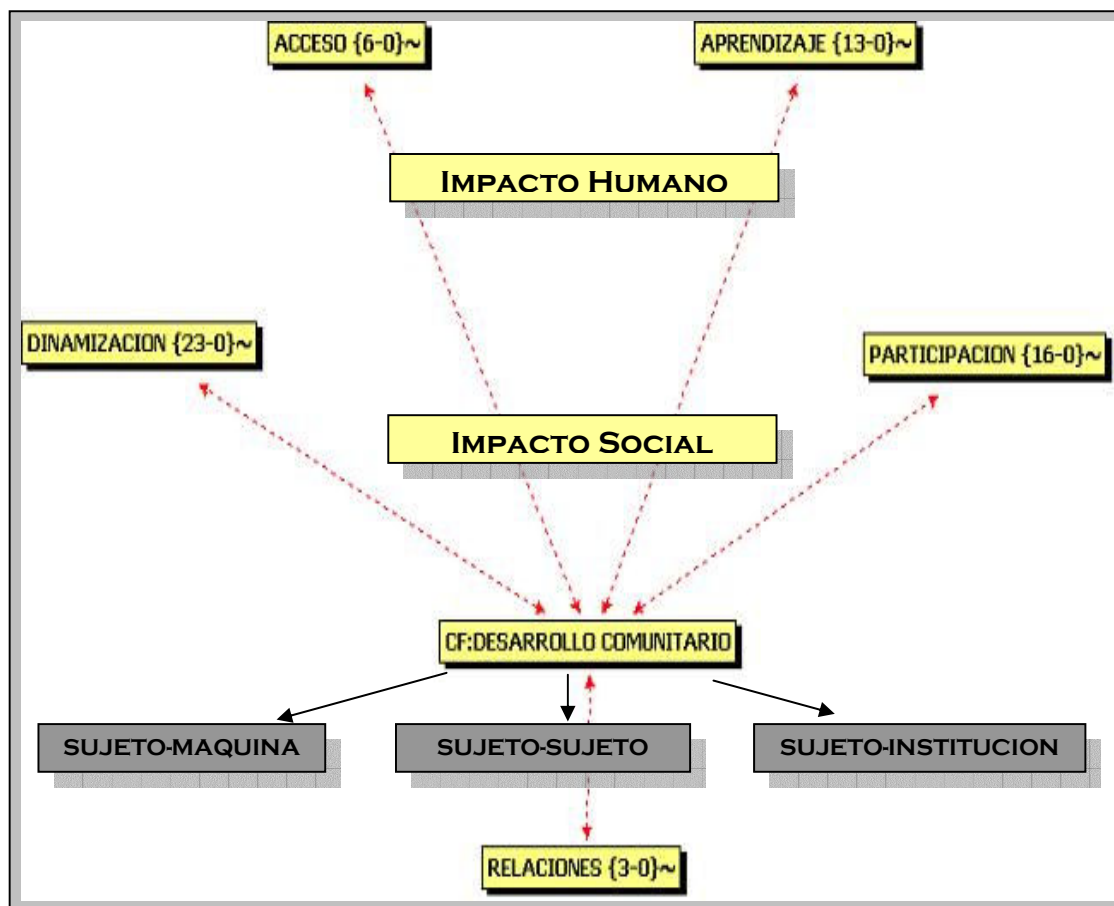 ACCESO {6-0}~
APRENDIZAJE {13-0}~
IMPACTO HUMANO
DINAMIZACION {23-0}~
PARTICIPACION {16-0}~
IMPACTO SOCIAL
CF:DESARROLLO COMUNITARIO
SUJETO-MAQUINA
SUJETO-SUJETO
SUJETO-INSTITUCION
RELACIONES {3-0}~